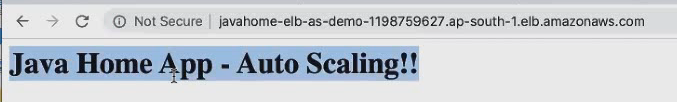 Not Secure | javahome-elb-as-demo-1198759627.ap-south-1.elb.amazonaws.com
Java Home App - Auto Scaling!!